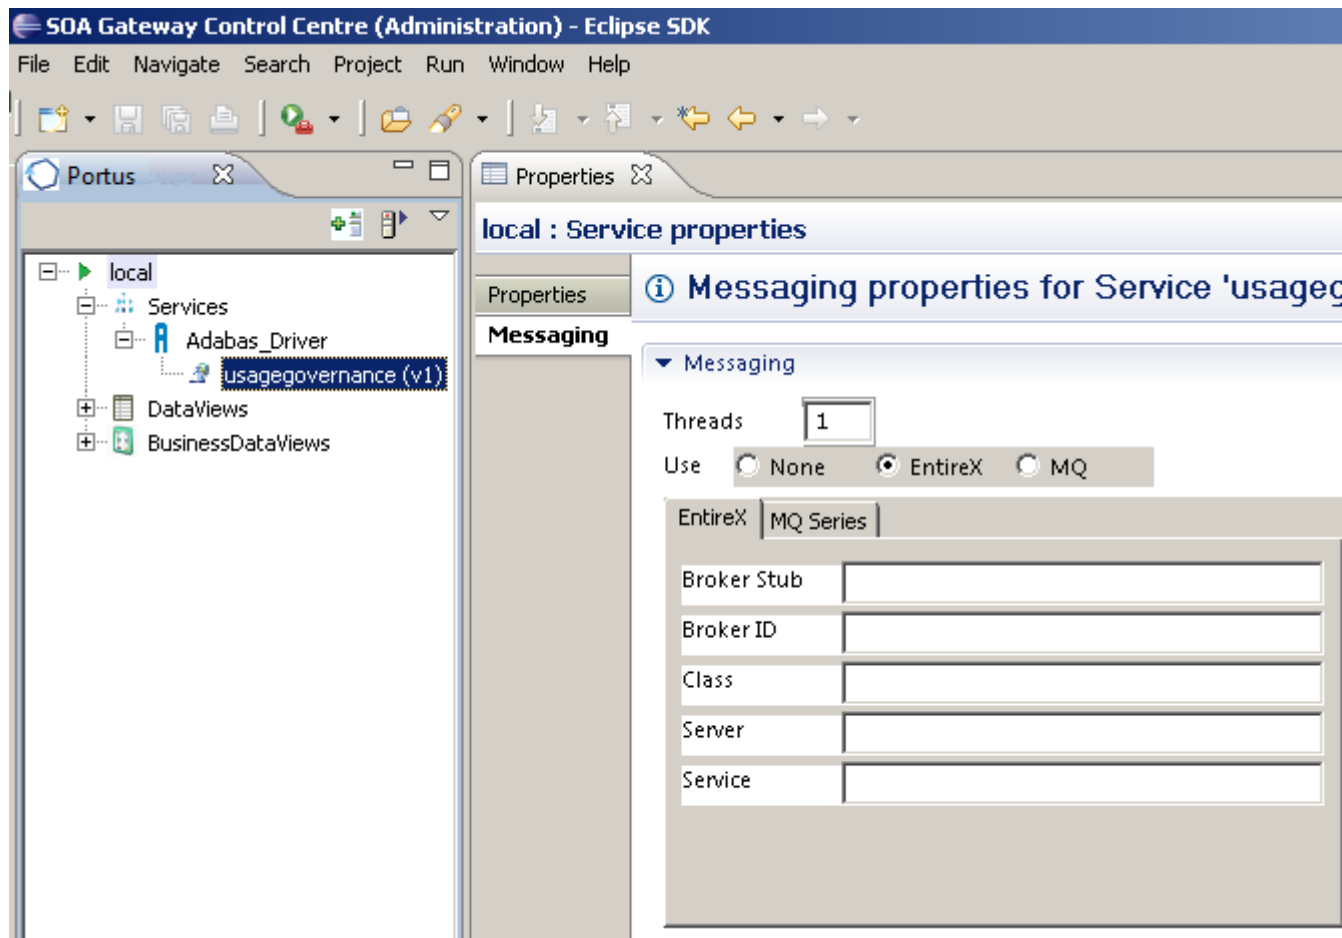 SOA Gateway Control Centre (Administration) - Eclipse SDK
File Edit Navigate Search Project Run Window Help
Portus
Properties
local : Service properties
local
Services
Adabas_Driver
usagegovernance (v1)
DataViews
BusinessDataViews
Properties
Messaging
Messaging properties for Service 'usageg
Messaging
Threads 1
Use None EntireX MQ
EntireX MQ Series
Broker Stub
Broker ID
Class
Server
Service